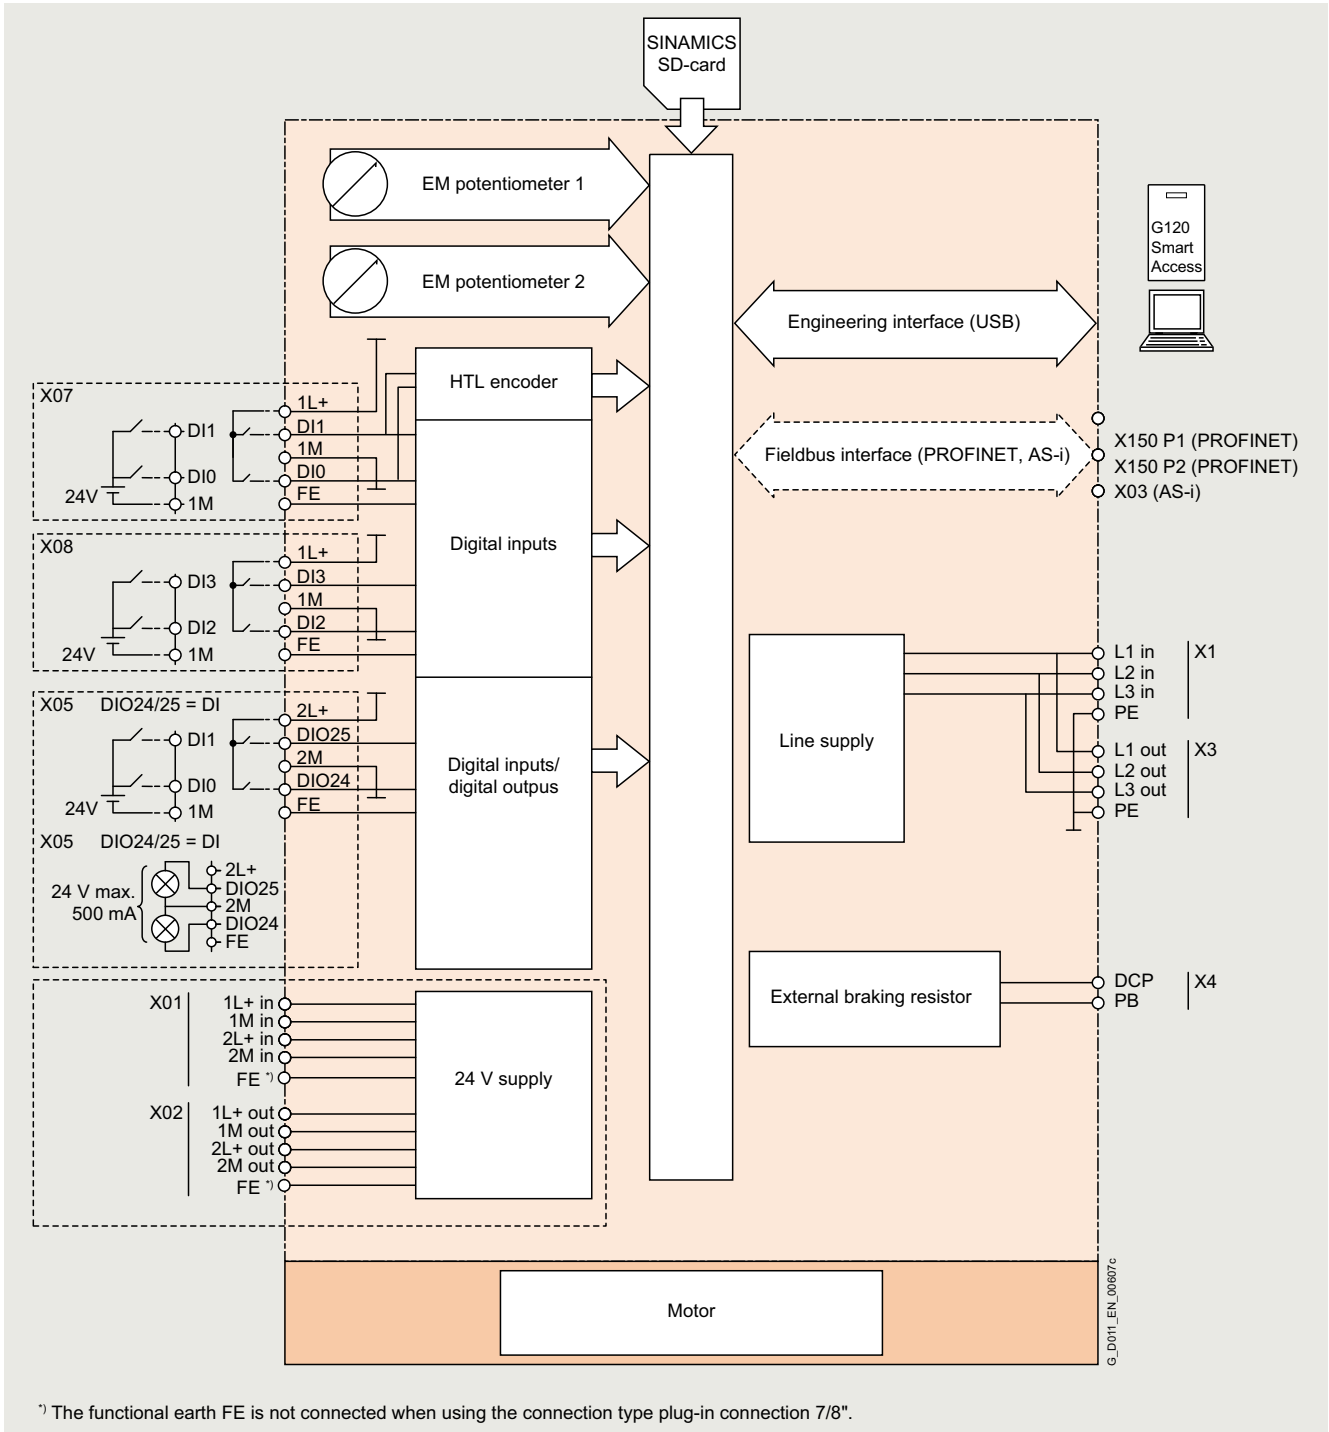 SINAMICS
SD-card
EM potentiometer 1
EM potentiometer 2
G120
Smart
Access
Engineering interface (USB)
HTL encoder
X07
1L+
DI1
DI1
1M
DI0
DI0
FE
24V
1M
Fieldbus interface (PROFINET, AS-i)
X150 P1 (PROFINET)
X150 P2 (PROFINET)
X03 (AS-i)
Digital inputs
X08
1L+
DI3
DI3
1M
DI2
DI2
FE
24V
1M
X05 DIO24/25 = DI
2L+
DI1
DIO25
2M
DI0
DIO24
24V
1M
FE
Digital inputs/
digital outpus
X05 DIO24/25 = DI
24 V max.
500 mA
2L+
DIO25
2M
DIO24
FE
Line supply
L1 in
L2 in
L3 in
PE
X1
L1 out
L2 out
L3 out
PE
X3
External braking resistor
DCP
PB
X4
X01
1L+ in
1M in
2L+ in
2M in
FE *)
24 V supply
X02
1L+ out
1M out
2L+ out
2M out
FE *)
Motor
G_D011_EN_00607c
*) The functional earth FE is not connected when using the connection type plug-in connection 7/8".